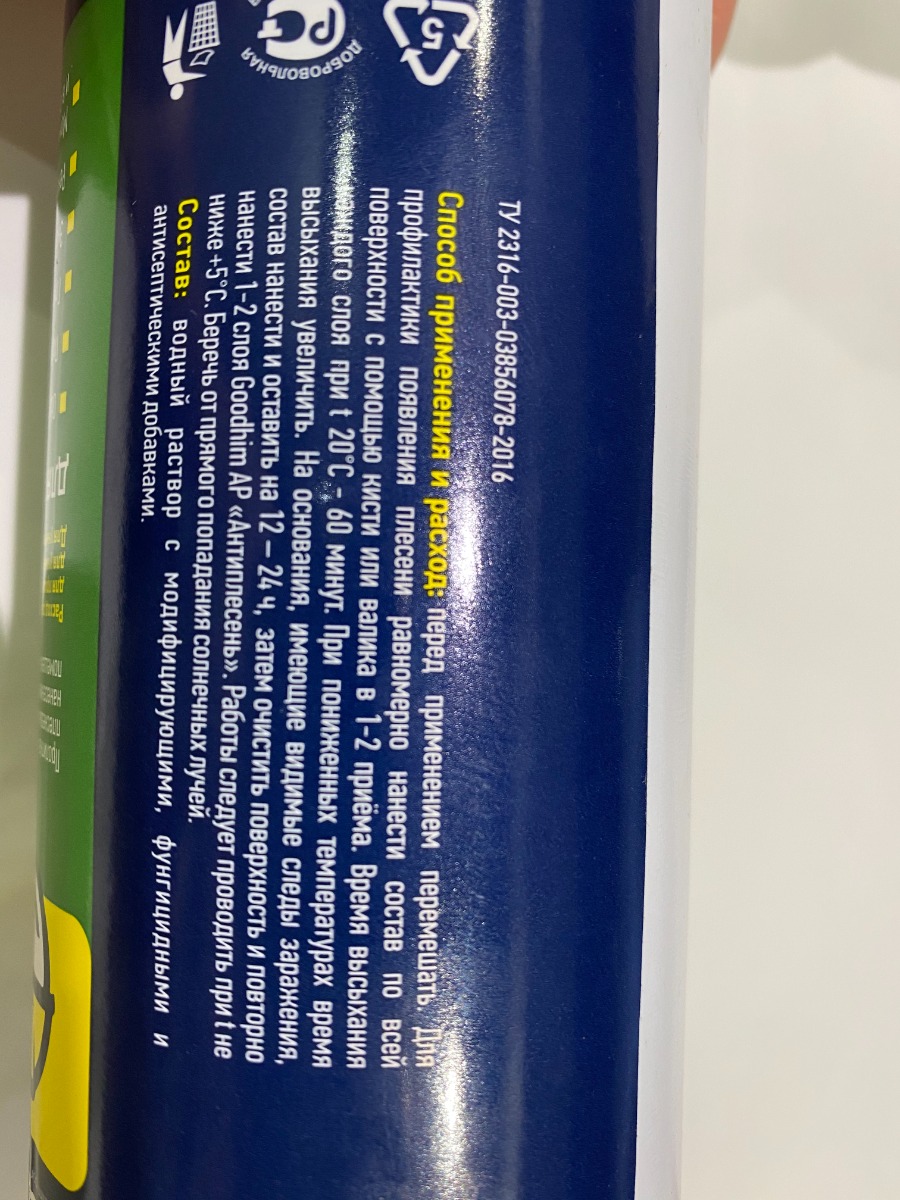 5
ДОБРОВОЛЬНАЯ
ТУ 2316-003-03856078-2016
Способ применения и расход: перед применением перемешать. Для
профилактики появления плесени равномерно нанести состав по всей
поверхности с помощью кисти или валика в 1-2 приёма. Время высыхания
каждого слоя при t 20°С - 60 минут. При пониженных температурах время
высыхания увеличить. На основания, имеющие видимые следы заражения,
состав нанести и оставить на 12 – 24 ч, затем очистить поверхность и повторно
нанести 1-2 слоя Goodhim AP «Антиплесень». Работы следует проводить при t не
ниже +5°С. Беречь от прямого попадания солнечных лучей.
Состав: водный раствор с модифицирующими, фунгицидными и
антисептическими добавками.